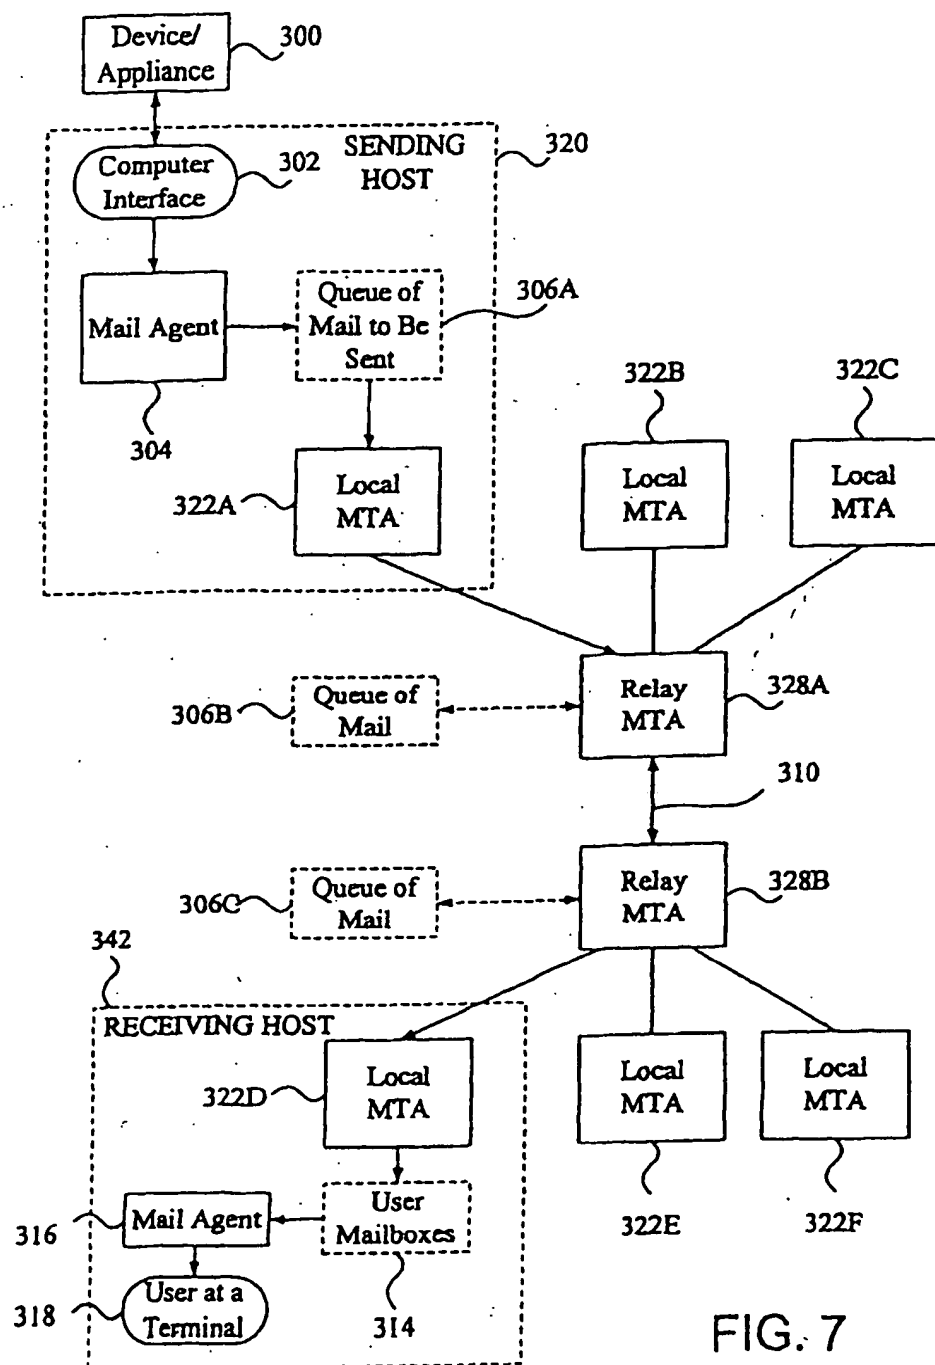 Device/
Appliance
300
SENDING
HOST
320
Computer
Interface
302
Mail Agent
304
Queue of
Mail to Be
Sent
306A
322A
Local
MTA
322B
Local
MTA
322C
Local
MTA
306B
Queue of
Mail
Relay
MTA
328A
310
306C
Queue of
Mail
Relay
MTA
328B
342
RECEIVING HOST
322D
Local
MTA
Local
MTA
322E
Local
MTA
322F
316
Mail Agent
User
Mailboxes
314
318
User at a
Terminal
FIG. 7